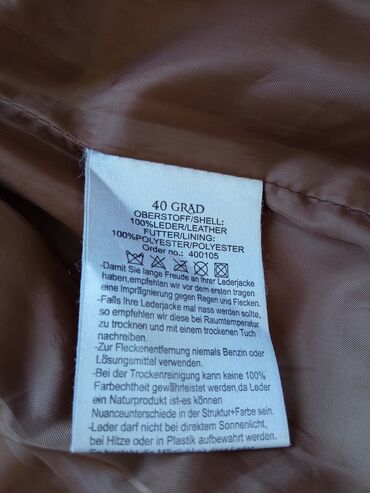 40 GRAD
OBERSTOFF/SHELL:
100%LEDER/LEATHER
FUTTER/LINING:
100%POLYESTER/POLYESTER
Order no.: 400105
-Damit Sie lange Freude an Ihrer Lederjacke
haben,empfehlen wir vor dem ersten tragen
eine Imprägnierung gegen Regen und Flecken.
-Falls Ihre Lederjacke mal nass werden sollte,
so empfehlen wir diese bei Raumtemperatur
zu trocknen und mit einem trockenen Tuch
nachreiben.
-Zur Fleckenentfernung niemals Benzin oder
Lösungsmittel verwenden.
-Bei der Trockenreinigung kann keine 100%
Farbechtheit gewährleistet werden,da Leder
ein Naturprodukt ist-es können
Nuanceunterschiede in der Struktur+Farbe sein.
-Leder darf nicht bei direktem Sonnenlicht,
bei Hitze oder in Plastik aufbewahrt werden.
Es besteht die Möglichkeit